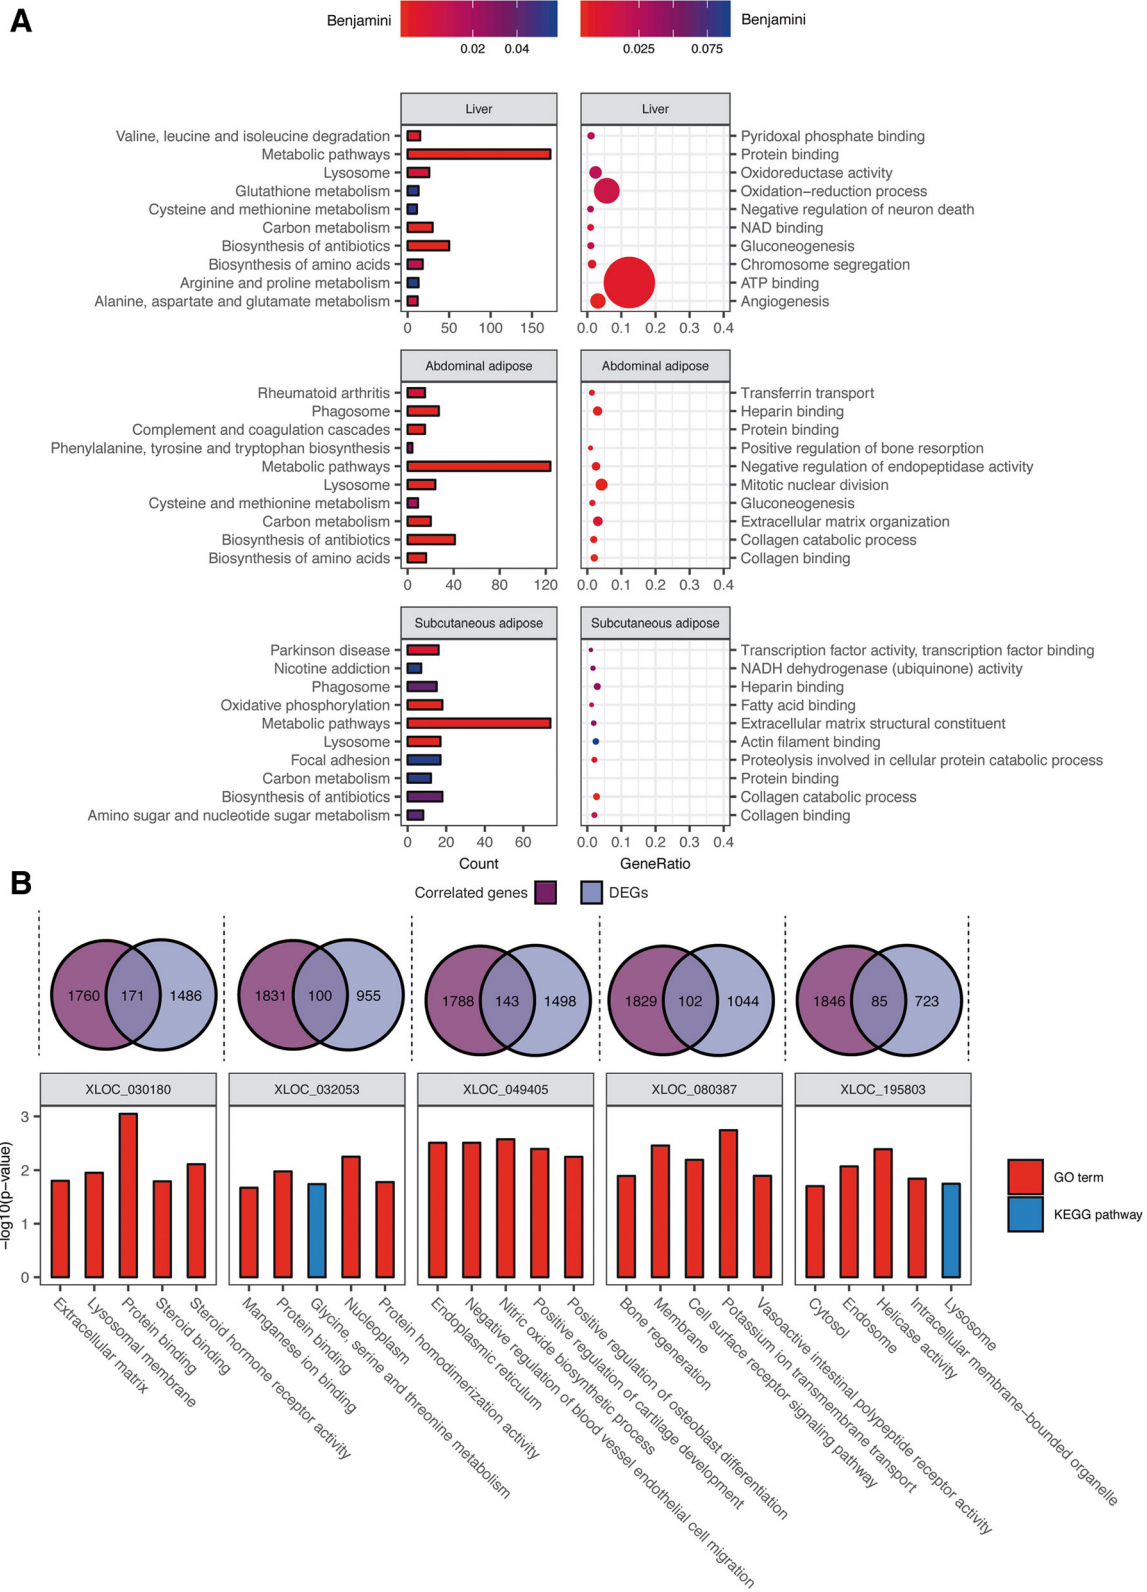 A
Benjamini
0.02 0.04
0.025 0.075
Benjamini
Liver
Liver
Valine, leucine and isoleucine degradation
Metabolic pathways
Lysosome
Glutathione metabolism
Cysteine and methionine metabolism
Carbon metabolism
Biosynthesis of antibiotics
Biosynthesis of amino acids
Arginine and proline metabolism
Alanine, aspartate and glutamate metabolism
0 50 100 150
Pyridoxal phosphate binding
Protein binding
Oxidoreductase activity
Oxidation−reduction process
Negative regulation of neuron death
NAD binding
Gluconeogenesis
Chromosome segregation
ATP binding
Angiogenesis
0.0 0.1 0.2 0.3 0.4
Abdominal adipose
Abdominal adipose
Rheumatoid arthritis
Phagosome
Complement and coagulation cascades
Phenylalanine, tyrosine and tryptophan biosynthesis
Metabolic pathways
Lysosome
Cysteine and methionine metabolism
Carbon metabolism
Biosynthesis of antibiotics
Biosynthesis of amino acids
0 40 80 120
Transferrin transport
Heparin binding
Protein binding
Positive regulation of bone resorption
Negative regulation of endopeptidase activity
Mitotic nuclear division
Gluconeogenesis
Extracellular matrix organization
Collagen catabolic process
Collagen binding
0.0 0.1 0.2 0.3 0.4
Subcutaneous adipose
Subcutaneous adipose
Parkinson disease
Nicotine addiction
Phagosome
Oxidative phosphorylation
Metabolic pathways
Lysosome
Focal adhesion
Carbon metabolism
Biosynthesis of antibiotics
Amino sugar and nucleotide sugar metabolism
0 20 40 60
Count
Transcription factor activity, transcription factor binding
NADH dehydrogenase (ubiquinone) activity
Heparin binding
Fatty acid binding
Extracellular matrix structural constituent
Actin filament binding
Proteolysis involved in cellular protein catabolic process
Protein binding
Collagen catabolic process
Collagen binding
0.0 0.1 0.2 0.3 0.4
GeneRatio
B
Correlated genes
DEGs
1760 171 1486
1831 100 955
1788 143 1498
1829 102 1044
1846 85 723
XLOC_030180
XLOC_032053
XLOC_049405
XLOC_080387
XLOC_195803
−log10(p−value)
3
2
1
0
GO term
KEGG pathway
Extracellular matrix
Lysosomal membrane
Protein binding
Steroid binding
Steroid hormone receptor activity
Manganese ion binding
Protein binding
Glycine, serine and threonine metabolism
Nucleoplasm
Protein homodimerization activity
Endoplasmic reticulum
Negative regulation of blood vessel endothelial cell migration
Nitric oxide biosynthetic process
Positive regulation of cartilage development
Positive regulation of osteoblast differentiation
Bone regeneration
Membrane
Cell surface receptor signaling pathway
Potassium ion transmembrane transport
Vasoactive intestinal polypeptide receptor activity
Cytosol
Endosome
Helicase activity
Intracellular membrane−bounded organelle
Lysosome